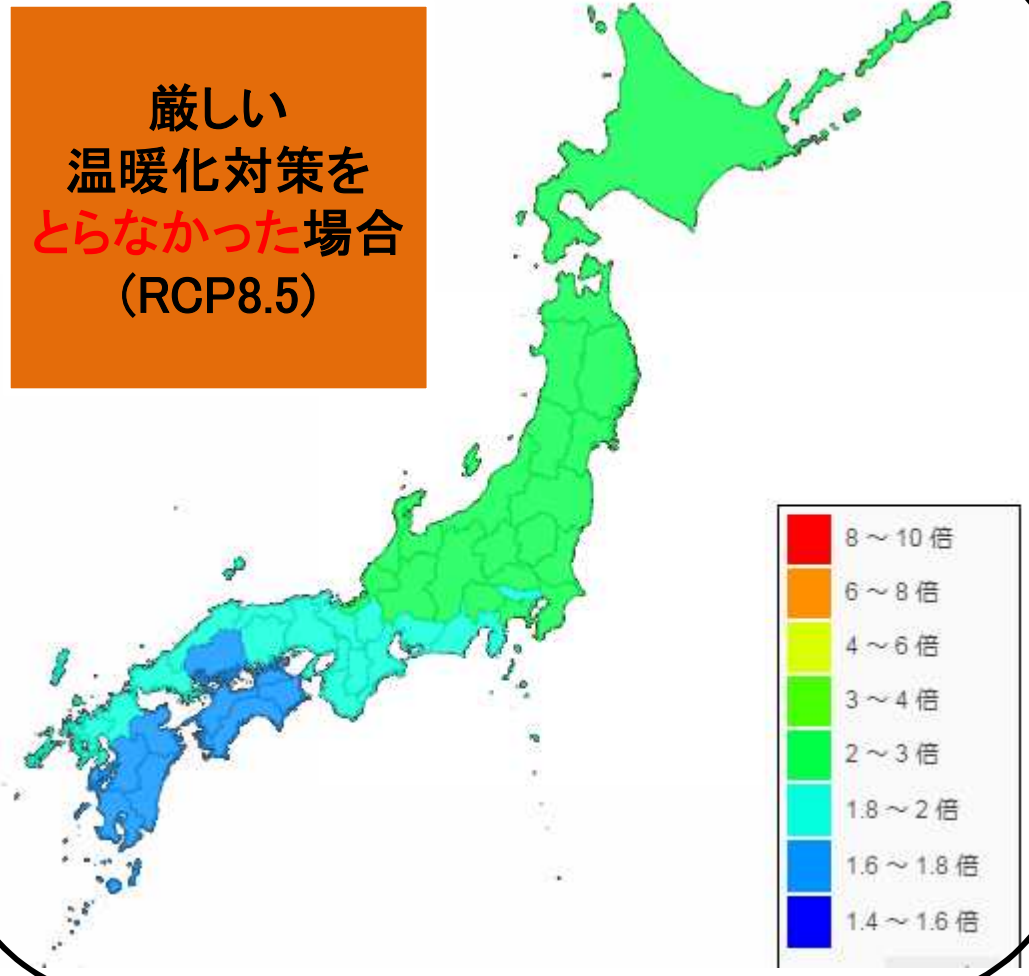 厳しい
温暖化対策を
とらなかった場合
(RCP8.5)
8 ～ 10 倍
6 ～ 8 倍
4 ～ 6 倍
3 ～ 4 倍
2 ～ 3 倍
1.8 ～ 2 倍
1.6 ～ 1.8 倍
1.4 ～ 1.6 倍